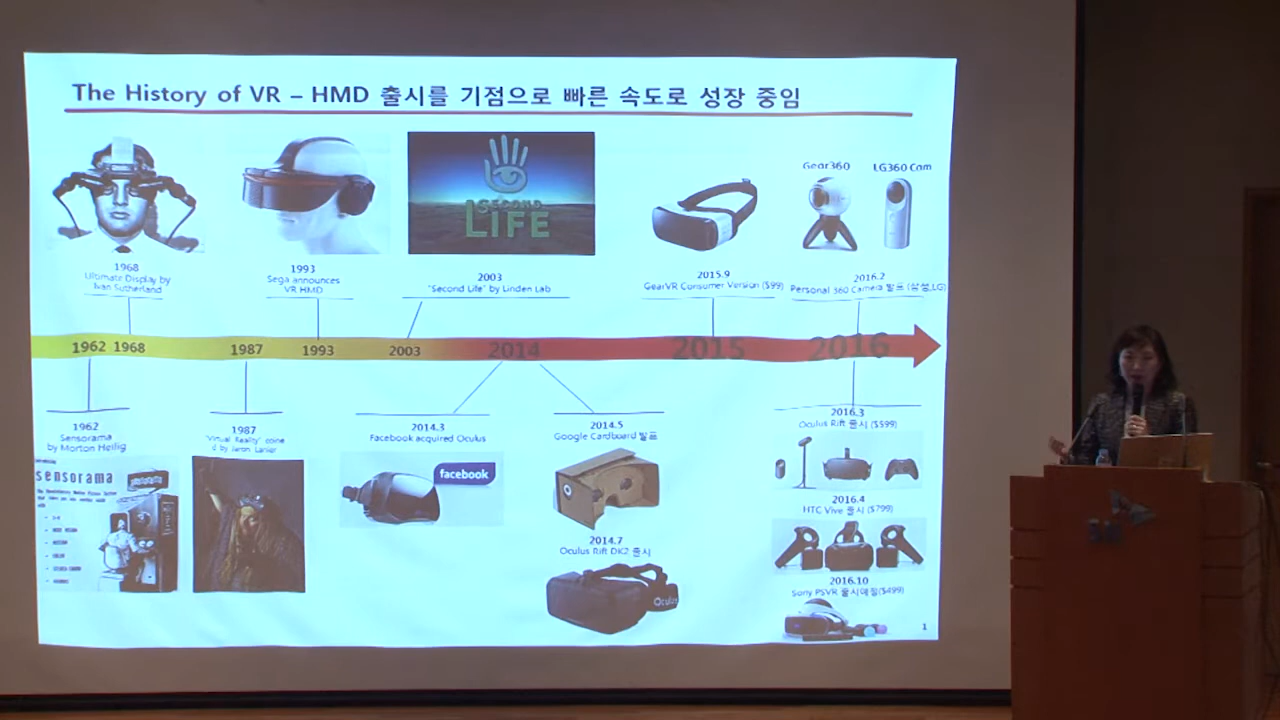 The History of VR – HMD 출시를 기점으로 빠른 속도로 성장 중임
SECOND
LIFE
Gear360
LG360 Cam
1968
Ultimate Display by
Ivan Sutherland
1993
Sega announces
VR HMD
2003
"Second Life" by Linden Lab
2015.9
GearVR Consumer Version ($99)
2016.2
Personal 360 Camera 발표 (삼성,LG)
1962 1968 1987 1993 2003 2014 2015 2016
1962
Sensorama
by Morton Heilig
sensorama
1987
"Virtual Reality" coine
d by Jaron Lanier
2014.3
Facebook acquired Oculus
facebook
2014.5
Google Cardboard 발표
2014.7
Oculus Rift DK2 출시
Oculus
2016.3
Oculus Rift 출시 ($599)
2016.4
HTC Vive 출시 ($799)
2016.10
Sony PSVR 출시예정($499)
1